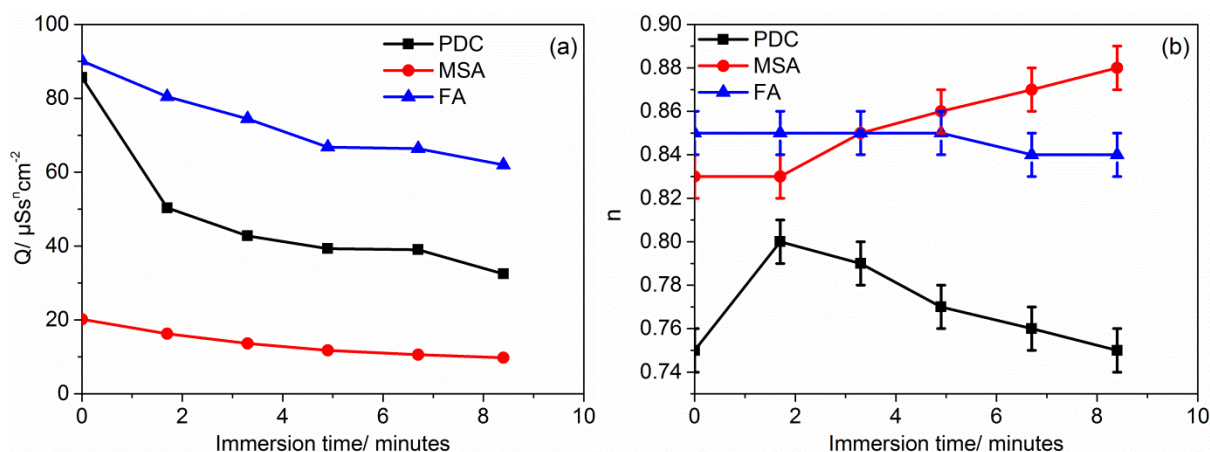 100
80
60
40
20
0
Q/ µSsⁿcm⁻²
PDC
MSA
FA
(a)
0
2
4
6
8
10
Immersion time/ minutes
0.90
0.88
0.86
0.84
0.82
0.80
0.78
0.76
0.74
n
PDC
MSA
FA
(b)
0
2
4
6
8
10
Immersion time/ minutes